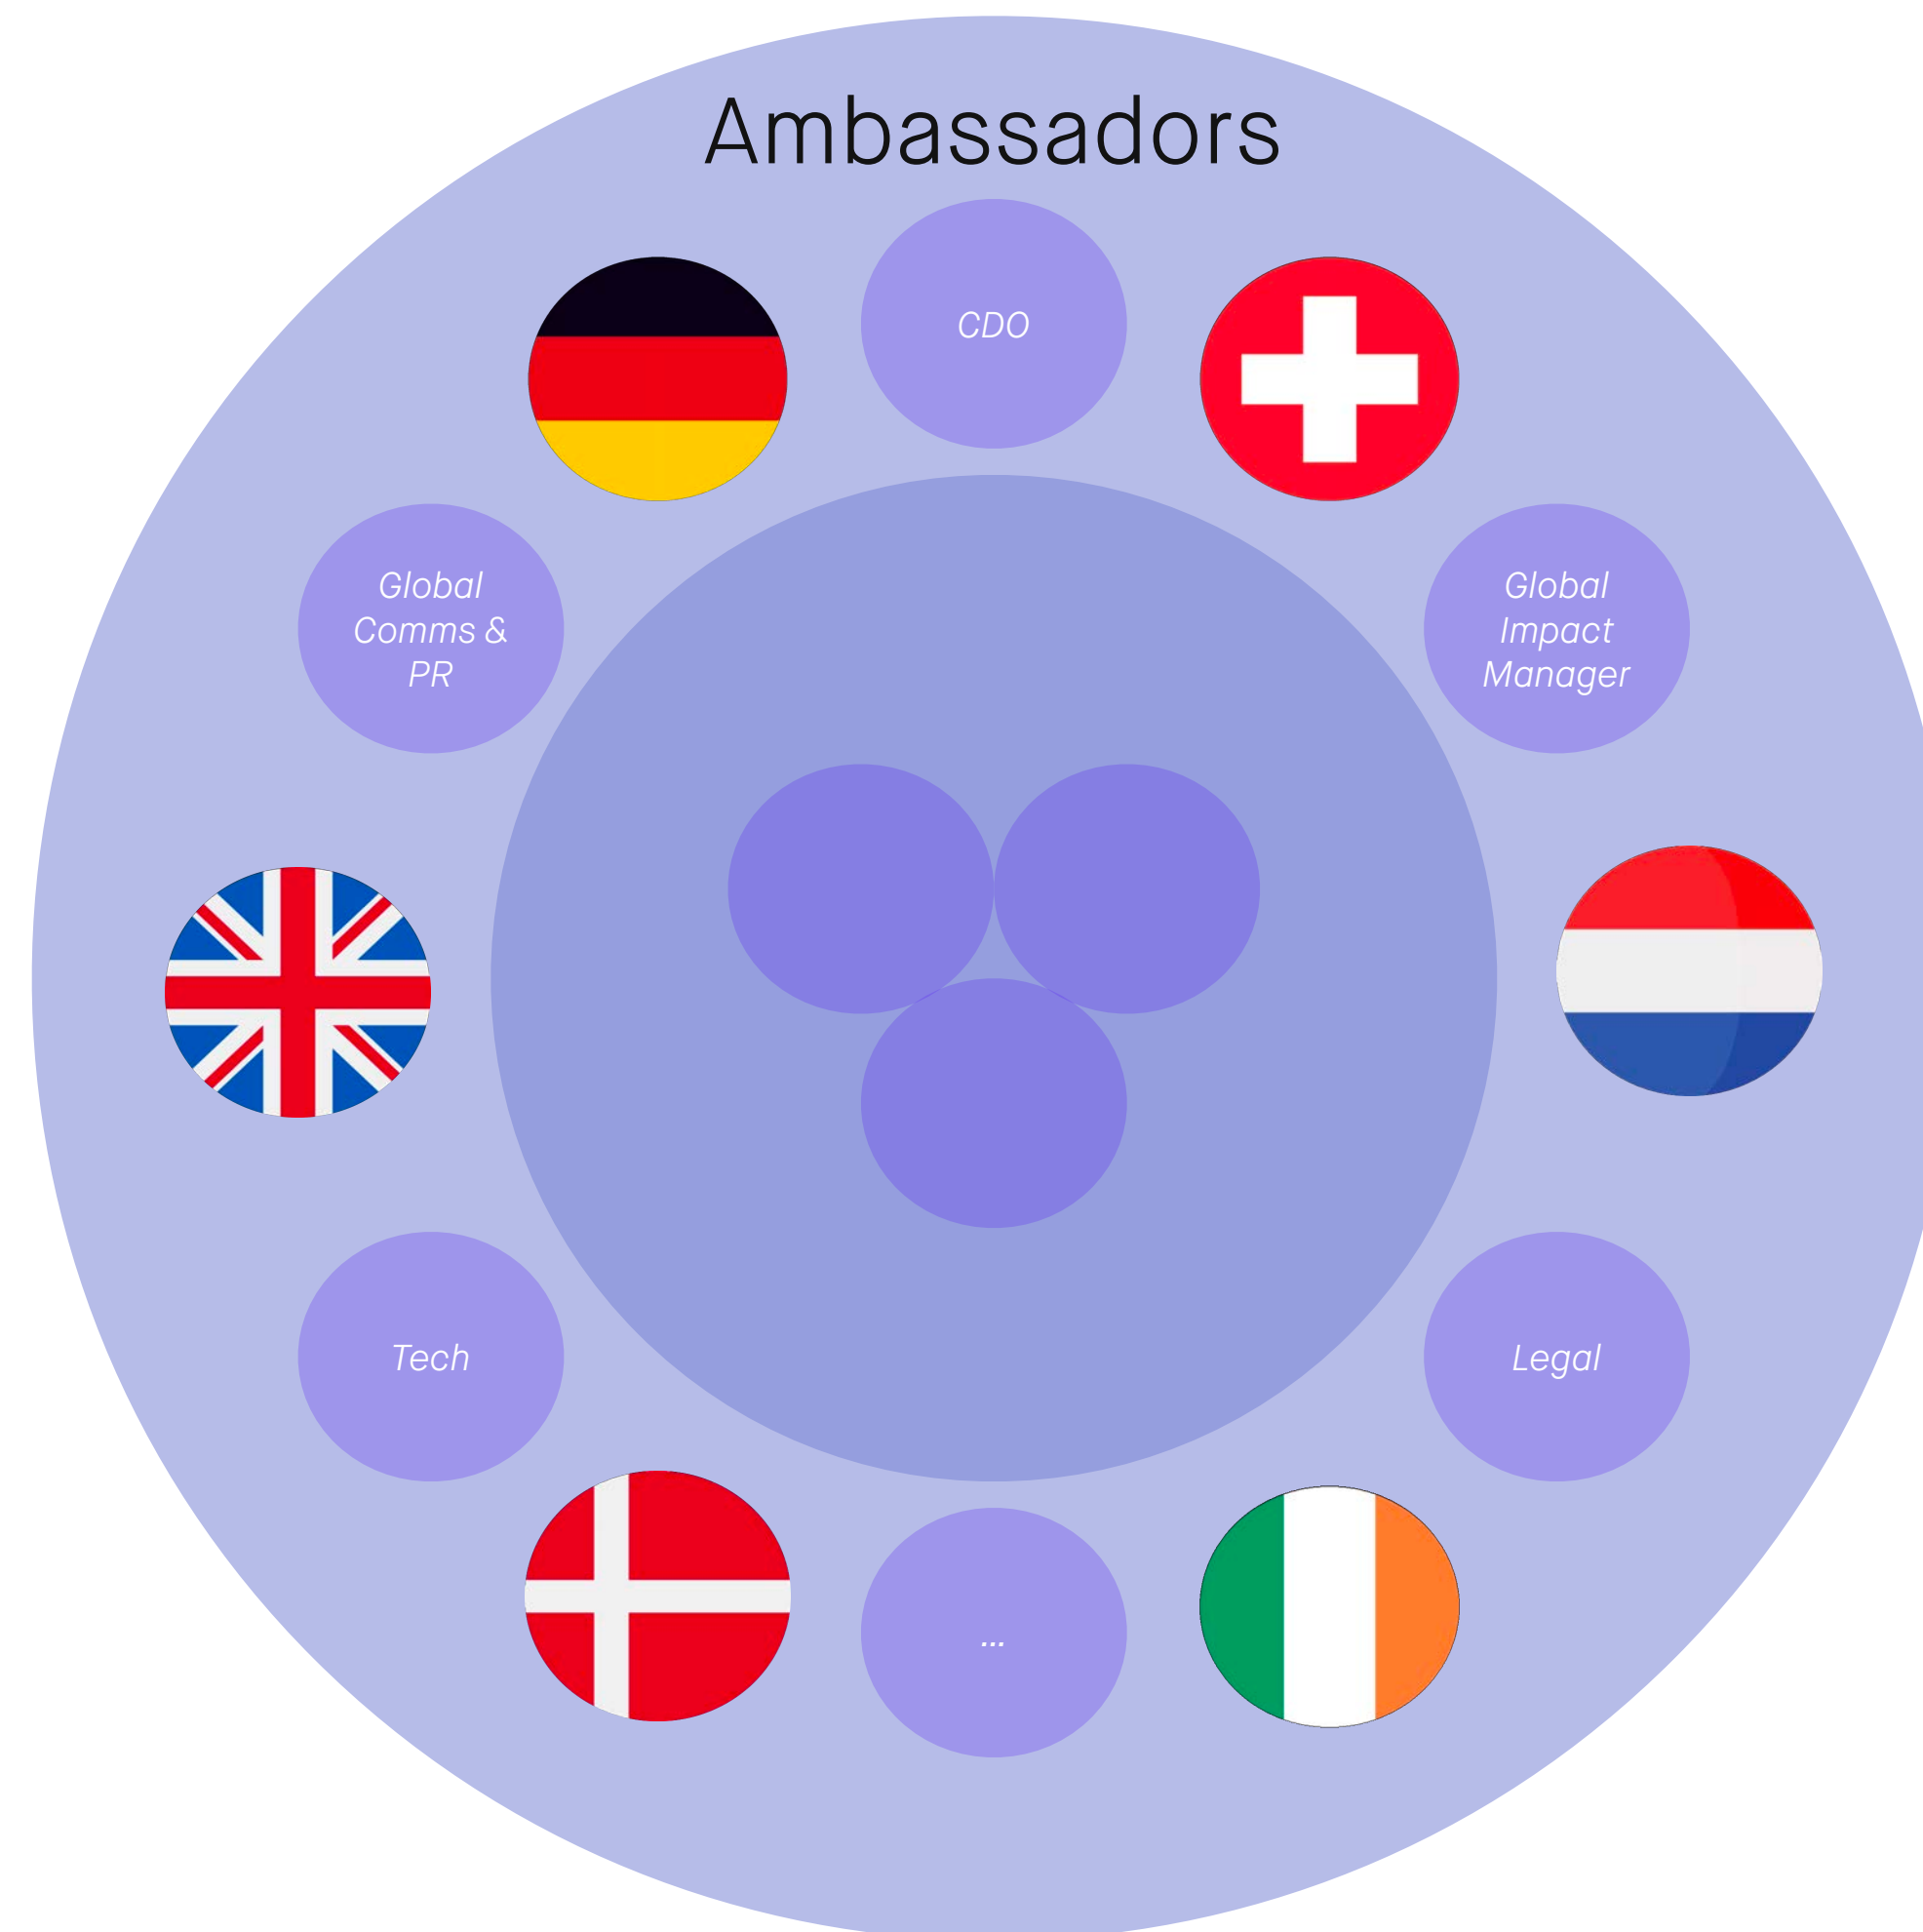 Ambassadors
CDO
Global
Comms &
PR
Global
Impact
Manager
Tech
Legal
...